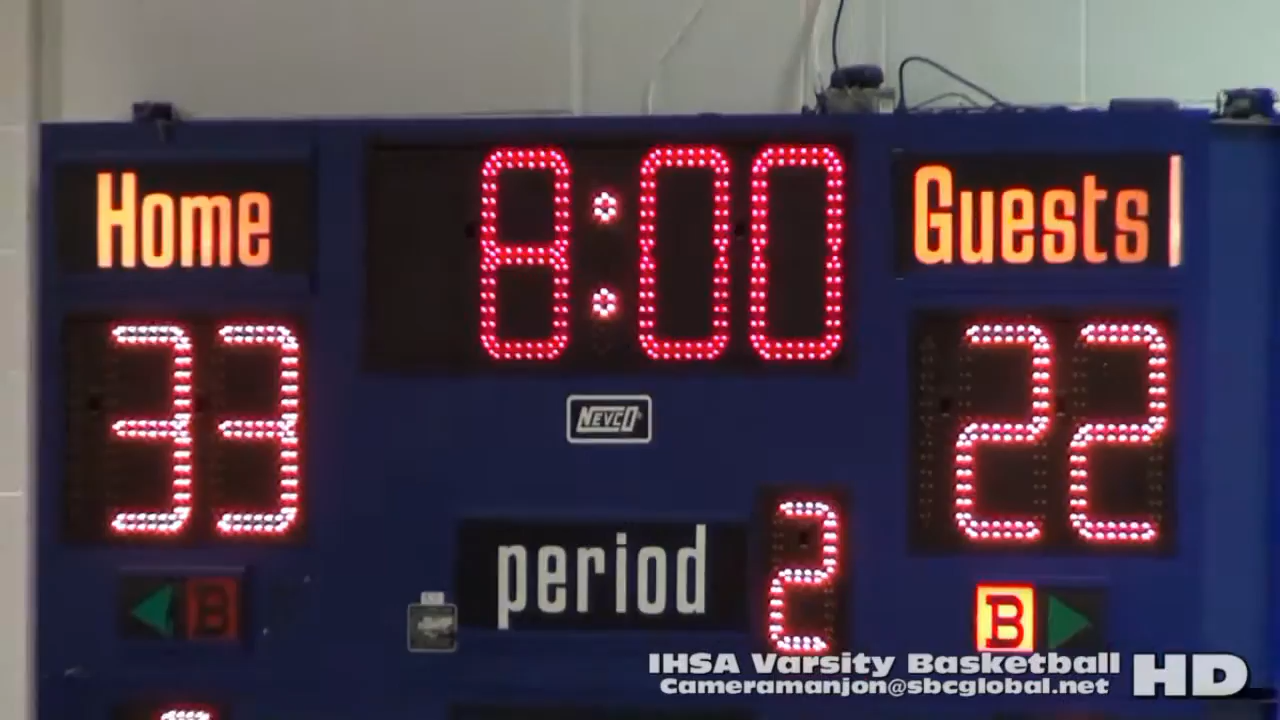 Home
8:00
Guests
33
22
NEVCO
period
2
B
B
IHSA Varsity Basketball HD
Cameramanjon@sbcglobal.net